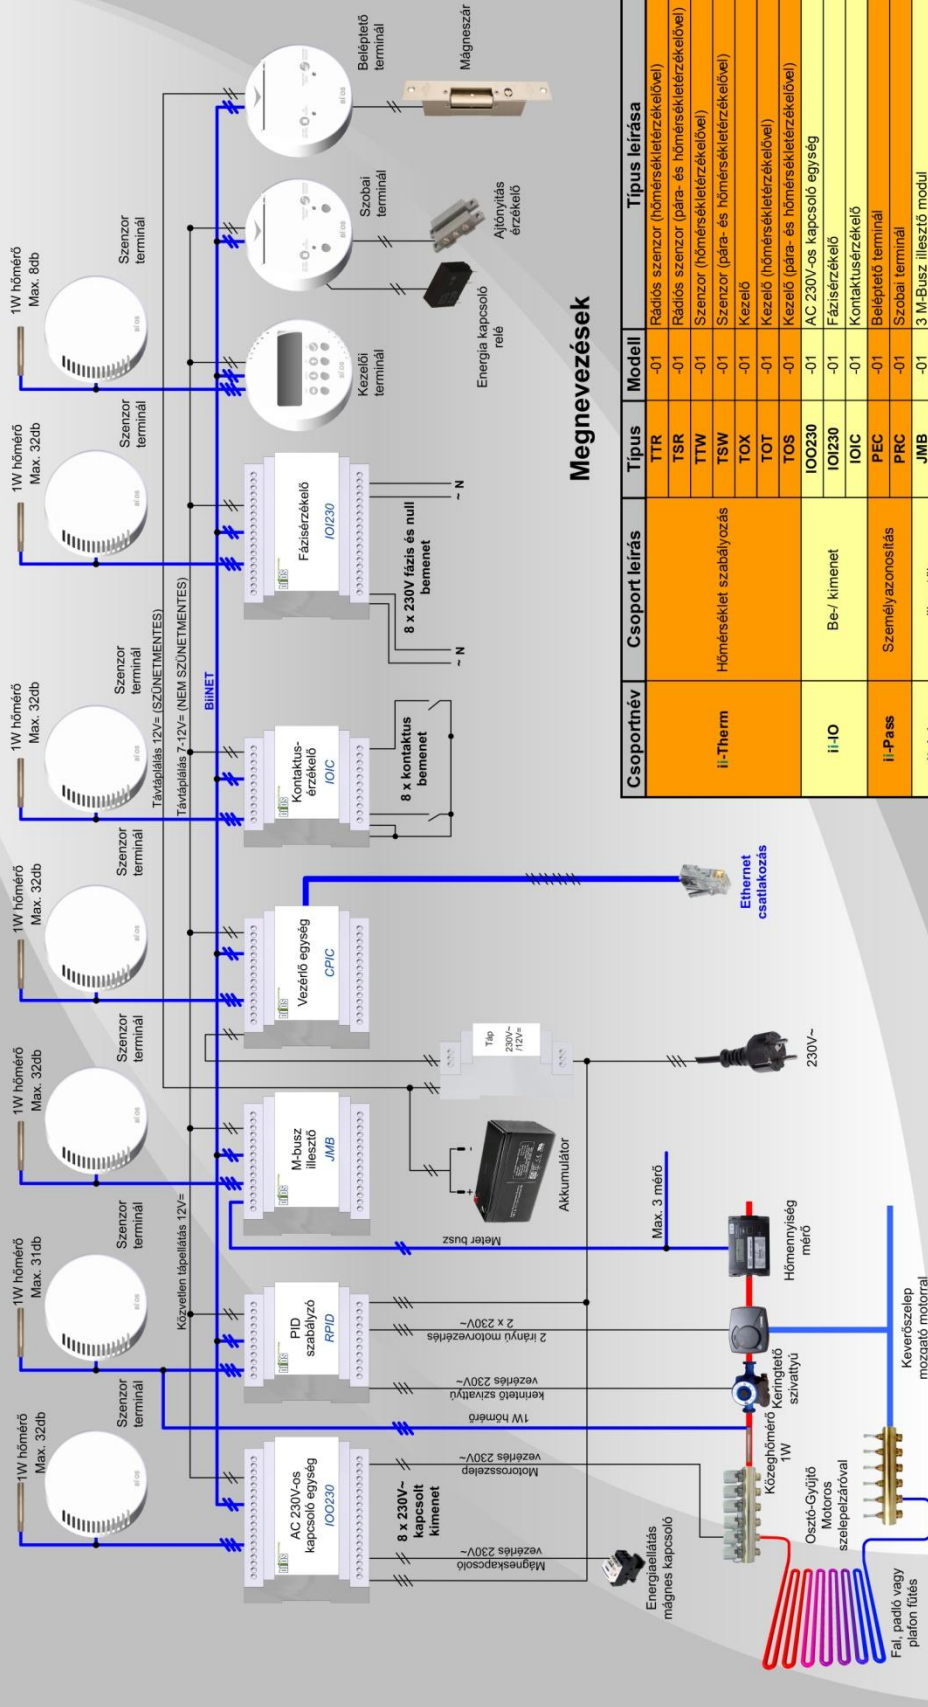 1W hőmérő
Max. 32db
Szenzor
terminál
1W hőmérő
Max. 31db
Szenzor
terminál
1W hőmérő
Max. 32db
Szenzor
terminál
1W hőmérő
Max. 32db
Szenzor
terminál
1W hőmérő
Max. 32db
Szenzor
terminál
1W hőmérő
Max. 32db
Szenzor
terminál
1W hőmérő
Max. 8db
Szenzor
terminál
Távtáplálás 12V= (SZÜNETMENTES)
Távtáplálás 7-12V= (NEM SZÜNETMENTES)
Közvetlen tápellátás 12V=
BiiNET
AC 230V-os
kapcsoló egység
IOO230
PID
szabályzó
RPID
M-busz
illesztő
JMB
Vezérlő egység
CPIC
Kontaktus-
érzékelő
IOIC
Fázisérzékelő
IOI230
Kezelői
terminál
Szobai
terminál
Beléptető
terminál
Energia kapcsoló
relé
Ajtónyitás
érzékelő
Mágneszár
8 x 230V~
kapcsolt
kimenet
Mágneskapcsoló
vezérlés 230V~
Motorosszelep
vezérlés 230V~
1W hőmérő
kerintető szivattyú
vezérlés 230V~
2 irányú motorvezérlés
2 x 230V~
Meter busz
Max. 3 mérő
8 x kontaktus
bemenet
8 x 230V fázis és null
bemenet
~ N
~ N
~ N
~ N
Táp
230V~
/12V=
+
-
Akkumulátor
230V~
Ethernet
csatlakozás
Energiaellátás
mágnes kapcsoló
Közeghőmérő
1W
Keringtető
szivattyú
Hőmennyiség
mérő
Osztó-Gyűjtő
Motoros
szelepelzáróval
Keverőszelep
mozgató motorral
Fal, padló vagy
plafon fűtés
Megnevezések
Csoportnév Csoport leírás Típus Modell Típus leírása
ii-Therm Hőmérséklet szabályozás
TTR -01 Rádiós szenzor (hőmérsékletérzékelővel)
TSR -01 Rádiós szenzor (pára- és hőmérsékletérzékelővel)
TTW -01 Szenzor (hőmérsékletérzékelővel)
TSW -01 Szenzor (pára- és hőmérsékletérzékelővel)
TOX -01 Kezelő
TOT -01 Kezelő (hőmérsékletérzékelővel)
TOS -01 Kezelő (pára- és hőmérsékletérzékelővel)
ii-IO Be-/ kimenet
IOO230 -01 AC 230V-os kapcsoló egység
IOI230 -01 Fázisérzékelő
IOIC -01 Kontaktusérzékelő
ii-Pass Személyazonosítás
PEC -01 Beléptető terminál
PRC -01 Szobai terminál
JMB -01 3 M-Busz illesztő modul